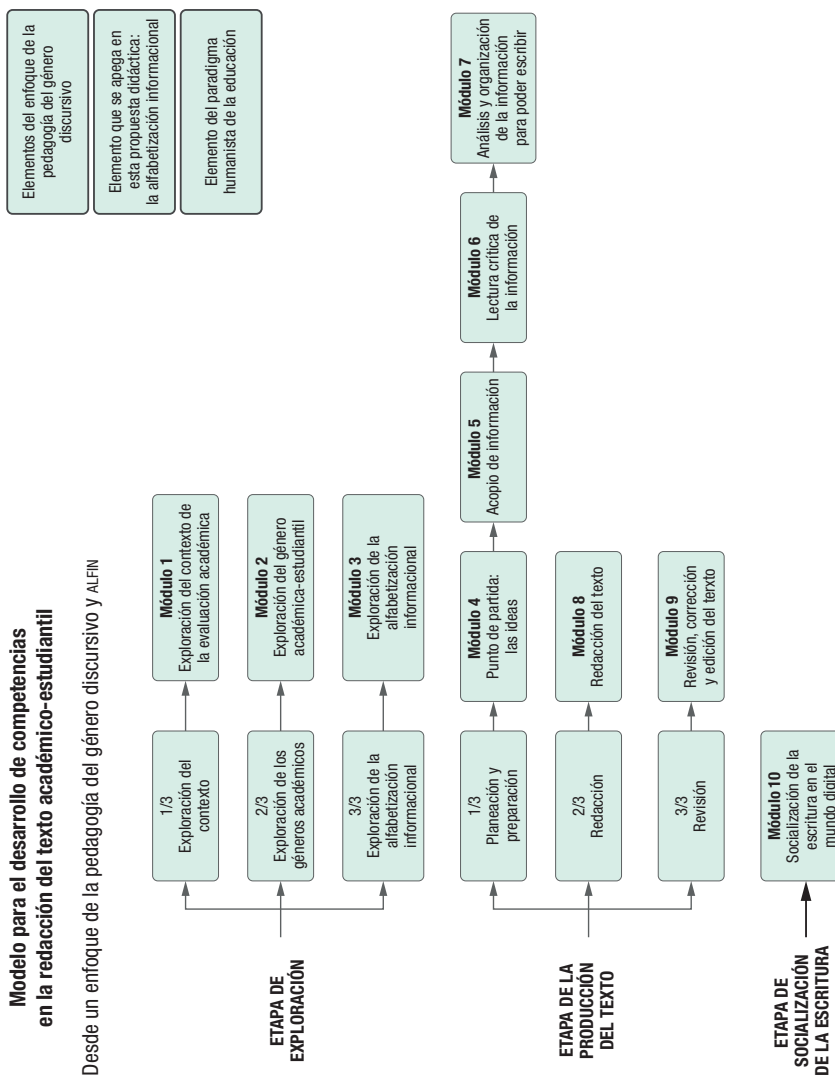 Modelo para el desarrollo de competencias
en la redacción del texto académico-estudiantil
Desde un enfoque de la pedagogía del género discursivo y ALFIN
Elementos del enfoque de la
pedagogía del género
discursivo
Elemento que se apega en
esta propuesta didáctica:
la alfabetización informacional
Elemento del paradigma
humanista de la educación
ETAPA DE
EXPLORACIÓN
1/3
Exploración del
contexto
Módulo 1
Exploración del contexto de
la evaluación académica
2/3
Exploración de los
géneros académicos
Módulo 2
Exploración del género
académica-estudiantil
3/3
Exploración de la
alfabetización
informacional
Módulo 3
Exploración de la
alfabetización
informacional
ETAPA DE LA
PRODUCCIÓN
DEL TEXTO
1/3
Planeación y
preparación
Módulo 4
Punto de partida:
las ideas
Módulo 5
Acopio de información
Módulo 6
Lectura crítica de
la información
Módulo 7
Análisis y organización
de la información
para poder escribir
2/3
Redacción
Módulo 8
Redacción del texto
3/3
Revisión
Módulo 9
Revisión, corrección
y edición del terxto
ETAPA DE
SOCIALIZACIÓN
DE LA ESCRITURA
Módulo 10
Socialización de la
escritura en el
mundo digital